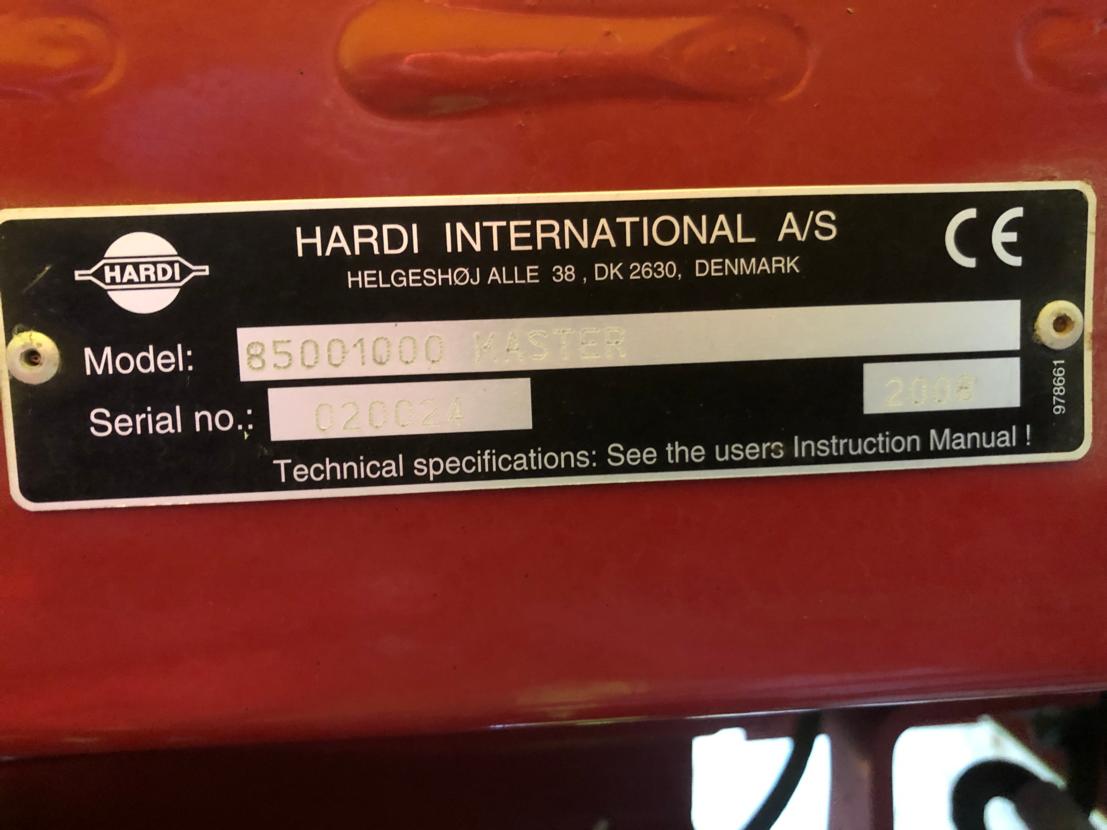 HARDI
HARDI INTERNATIONAL A/S
HELGESHØJ ALLE 38 , DK 2630, DENMARK
CE
Model: 85001000 MASTER
Serial no.: 020024
2008
978661
Technical specifications: See the users Instruction Manual !